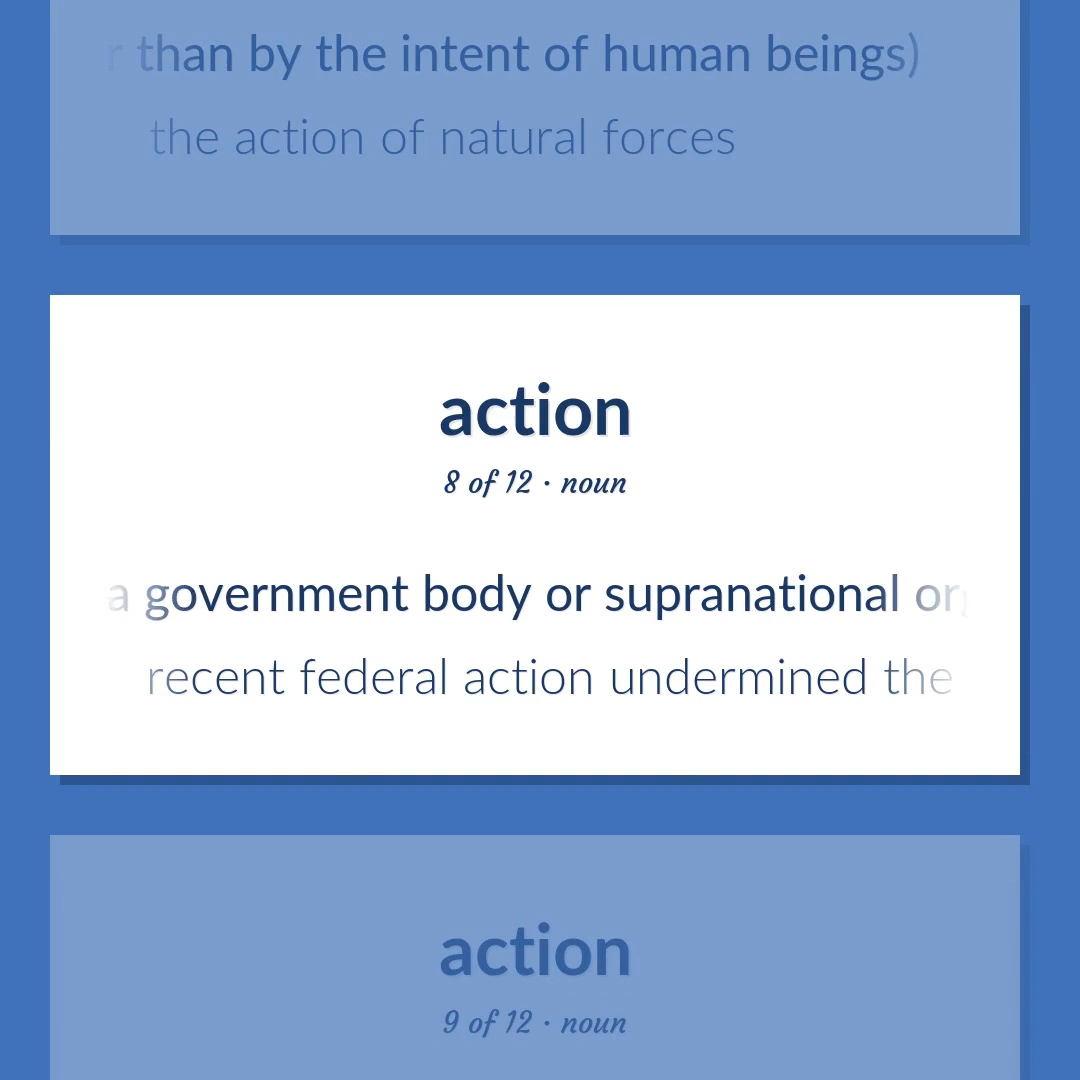 than by the intent of human beings)
the action of natural forces
action
8 of 12 · noun
a government body or supranational
recent federal action undermined the
action
9 of 12 · noun